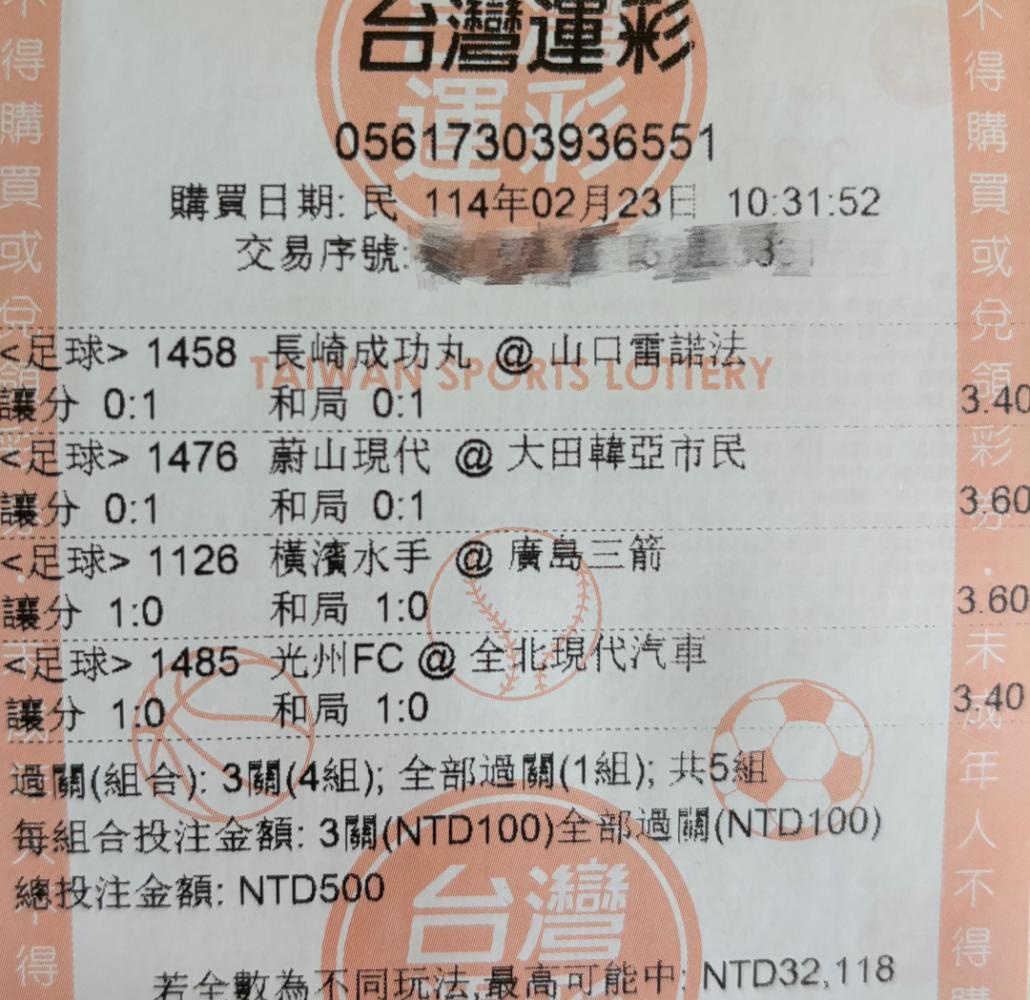 台灣運彩
運彩
05617303936551
購買日期: 民 114年02月23日 10:31:52
交易序號:
<足球> 1458 長崎成功丸 @ 山口雷諾法
TAIWAN SPORTS LOTTERY
讓分 0:1 和局 0:1 3.40
<足球> 1476 蔚山現代 @ 大田韓亞市民
讓分 0:1 和局 0:1 3.60
<足球> 1126 橫濱水手 @ 廣島三箭
讓分 1:0 和局 1:0 3.60
<足球> 1485 光州FC @ 全北現代汽車
讓分 1:0 和局 1:0 3.40
過關(組合): 3關(4組); 全部過關(1組); 共5組
每組合投注金額: 3關(NTD100)全部過關(NTD100)
總投注金額: NTD500
台灣
若全數為不同玩法,最高可能中: NTD32,118
不得購買或兌領彩券
不得購買或兌領彩券.未成年人不得購